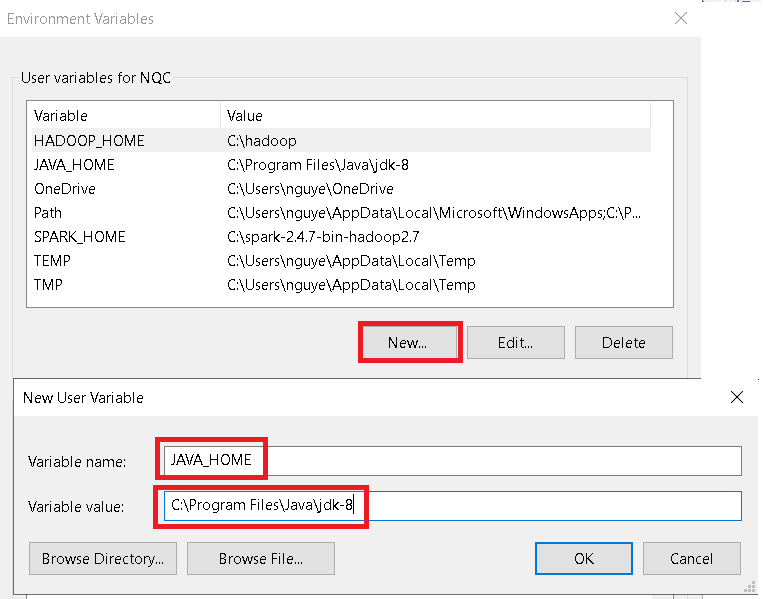 Environment Variables
User variables for NQC
Variable Value
HADOOP_HOME C:\hadoop
JAVA_HOME C:\Program Files\Java\jdk-8
OneDrive C:\Users\nguye\OneDrive
Path C:\Users\nguye\AppData\Local\Microsoft\WindowsApps;C:\P...
SPARK_HOME C:\spark-2.4.7-bin-hadoop2.7
TEMP C:\Users\nguye\AppData\Local\Temp
TMP C:\Users\nguye\AppData\Local\Temp
New... Edit... Delete
New User Variable
Variable name: JAVA_HOME
Variable value: C:\Program Files\Java\jdk-8
Browse Directory... Browse File... OK Cancel